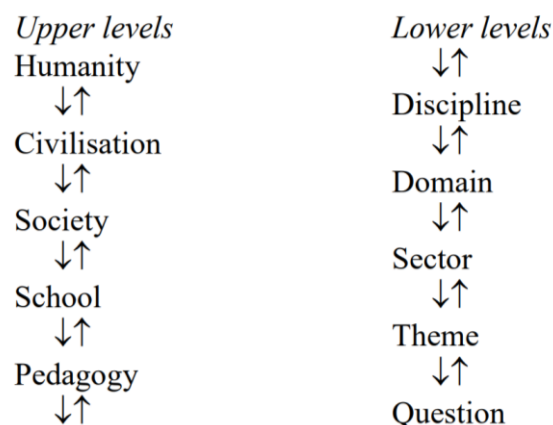 Upper levels
Humanity
↓↑
Civilisation
↓↑
Society
↓↑
School
↓↑
Pedagogy
↓↑
Lower levels
↓↑
Discipline
↓↑
Domain
↓↑
Sector
↓↑
Theme
↓↑
Question